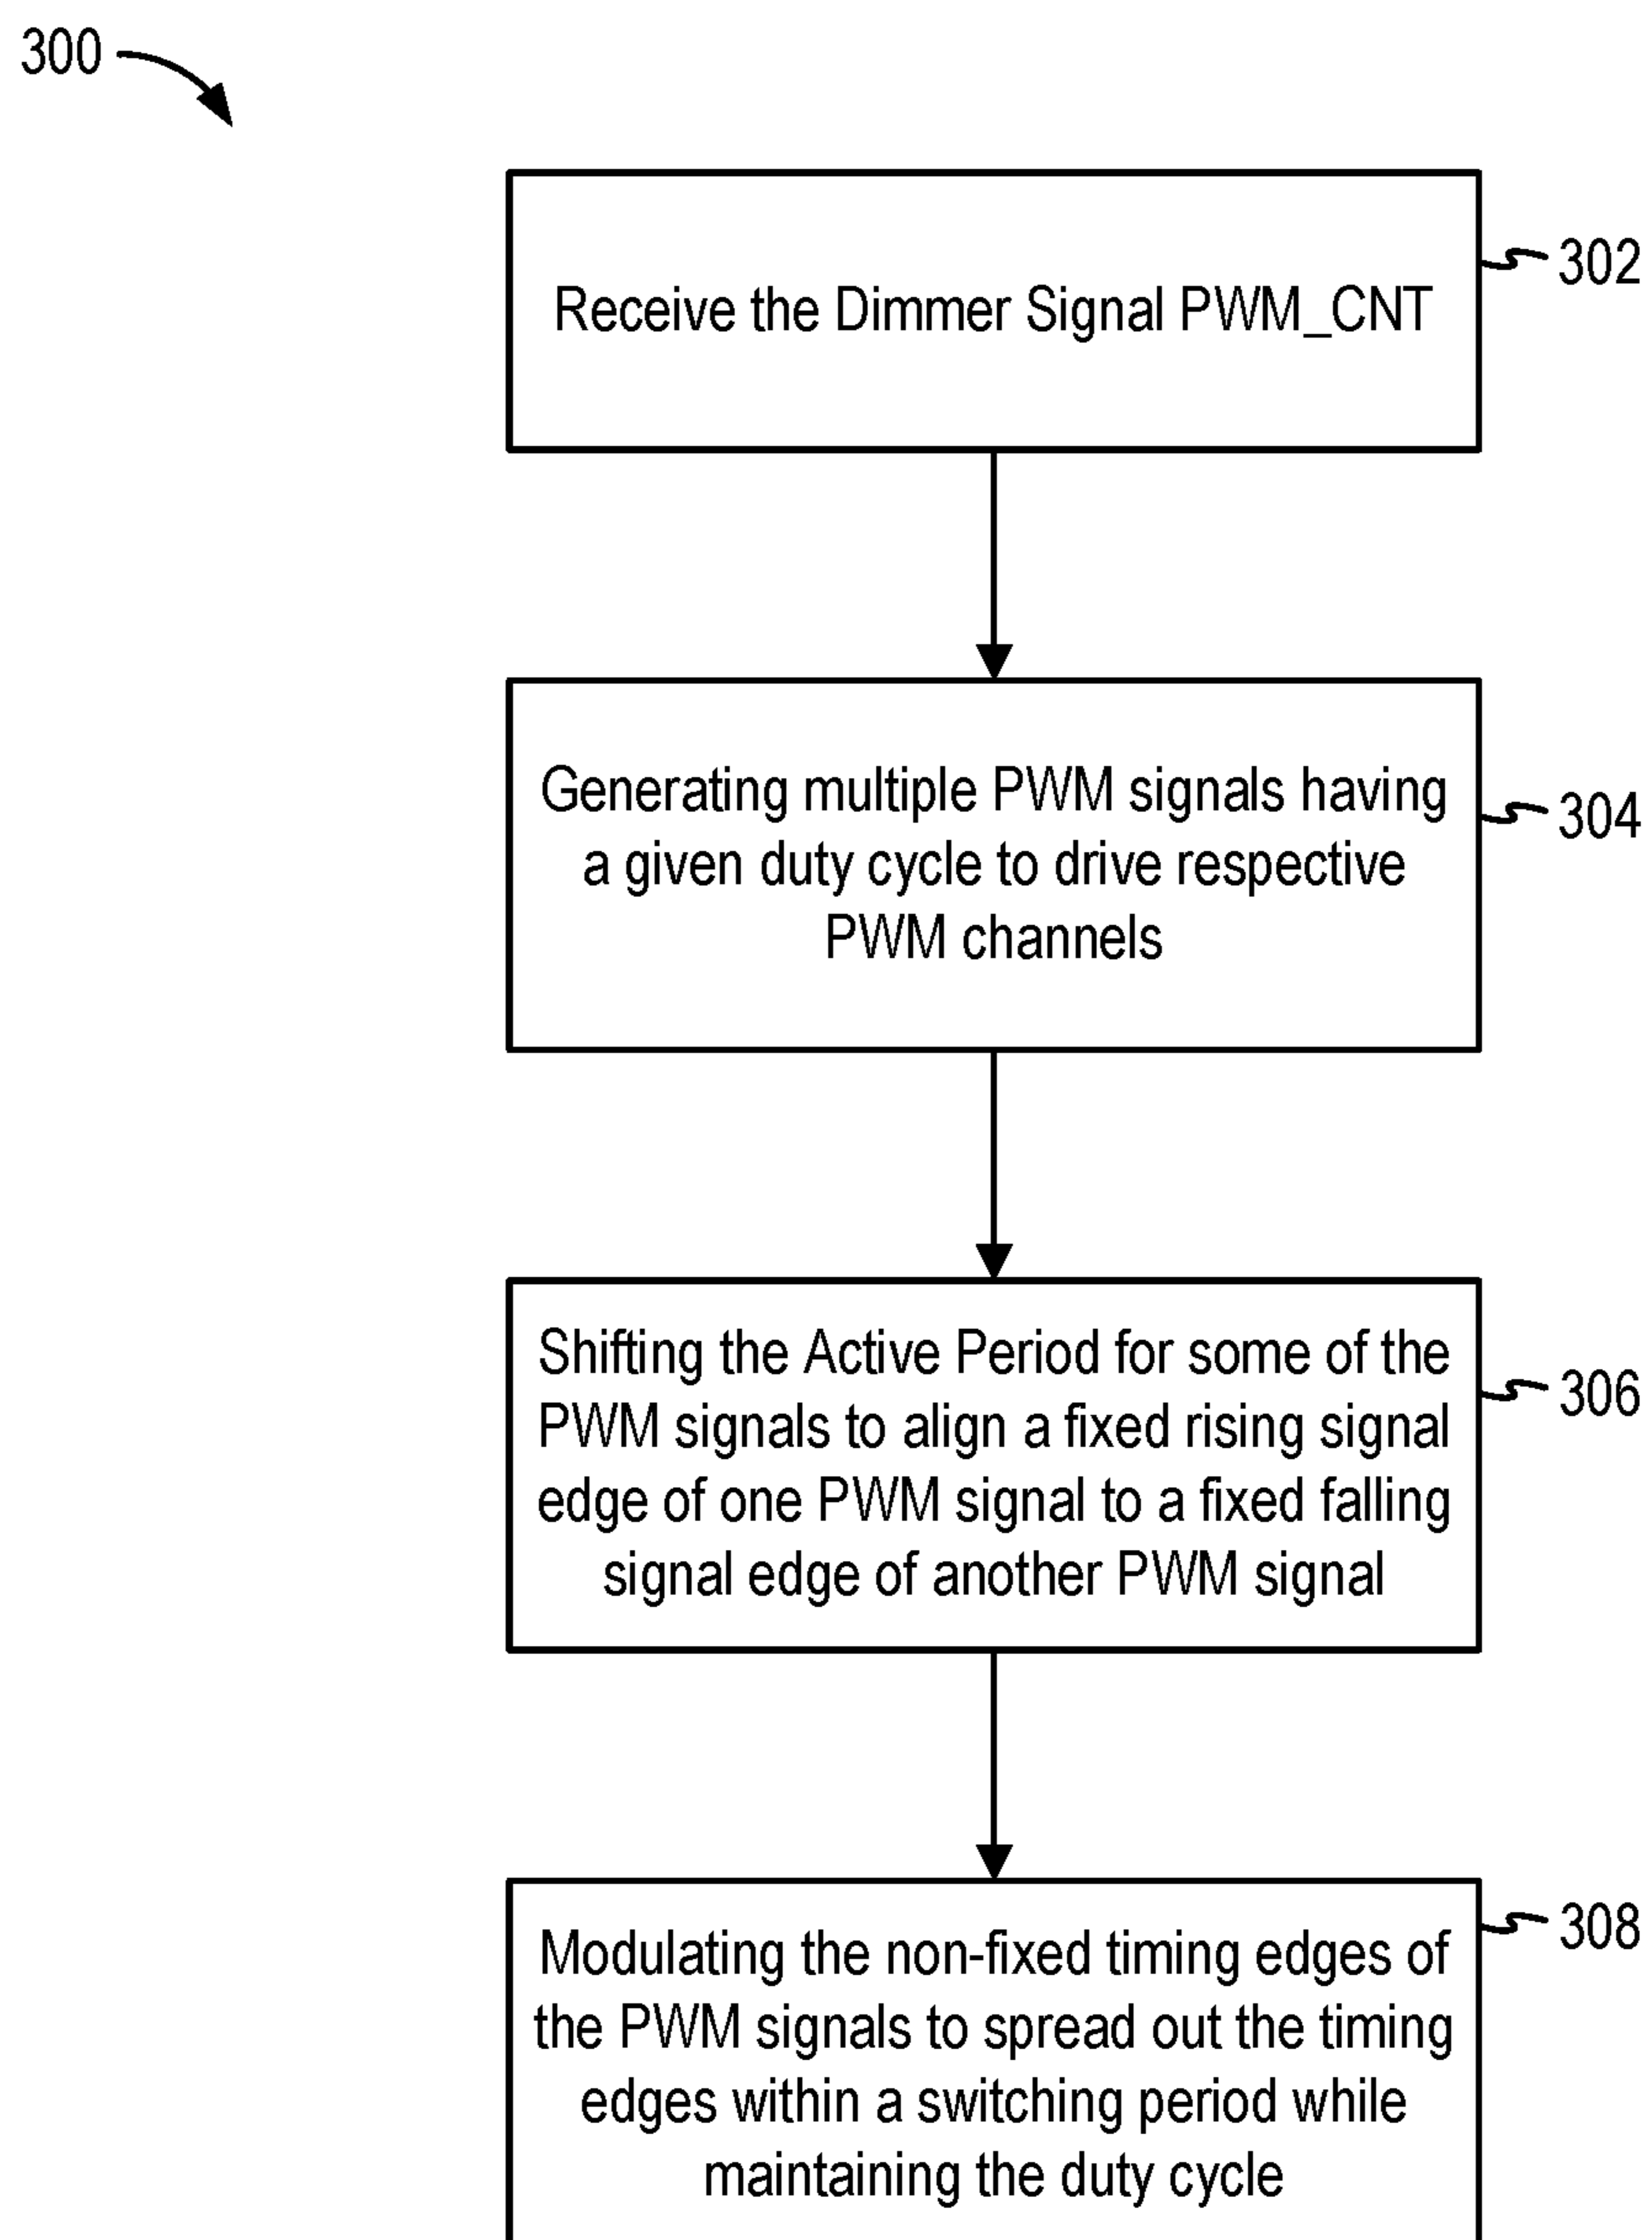 300
Receive the Dimmer Signal PWM_CNT
302
Generating multiple PWM signals having
a given duty cycle to drive respective
PWM channels
304
Shifting the Active Period for some of the
PWM signals to align a fixed rising signal
edge of one PWM signal to a fixed falling
signal edge of another PWM signal
306
Modulating the non-fixed timing edges of
the PWM signals to spread out the timing
edges within a switching period while
maintaining the duty cycle
308